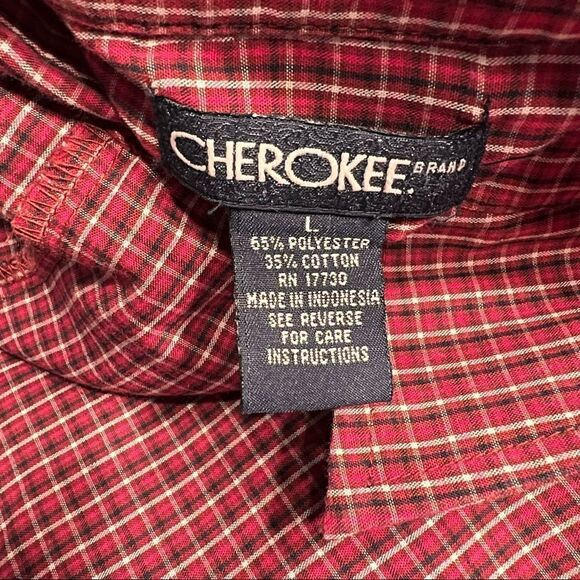 CHEROKEE. BRAND
L
65% POLYESTER
35% COTTON
RN 17730
MADE IN INDONESIA
SEE REVERSE
FOR CARE
INSTRUCTIONS